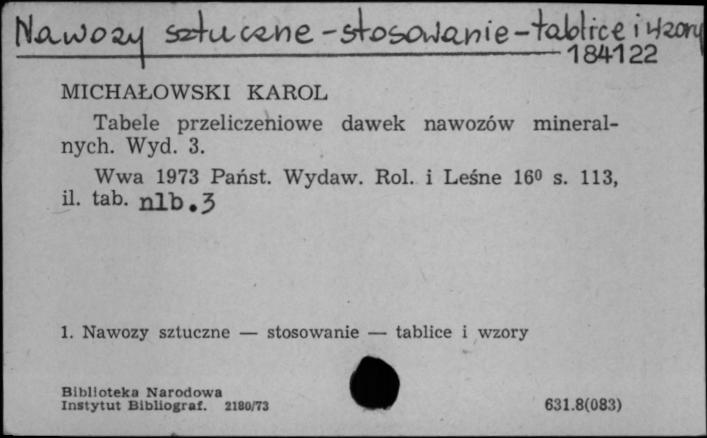 Nawozy sztuczne - stosowanie - tablice i wzory
184122
MICHAŁOWSKI KAROL
Tabele przeliczeniowe dawek nawozów mineral-
nych. Wyd. 3.
Wwa 1973 Państ. Wydaw. Rol. i Leśne 16⁰ s. 113,
il. tab. nlb. 3
1. Nawozy sztuczne — stosowanie — tablice i wzory
Biblioteka Narodowa
Instytut Bibliograf. 2180/73
631.8(083)